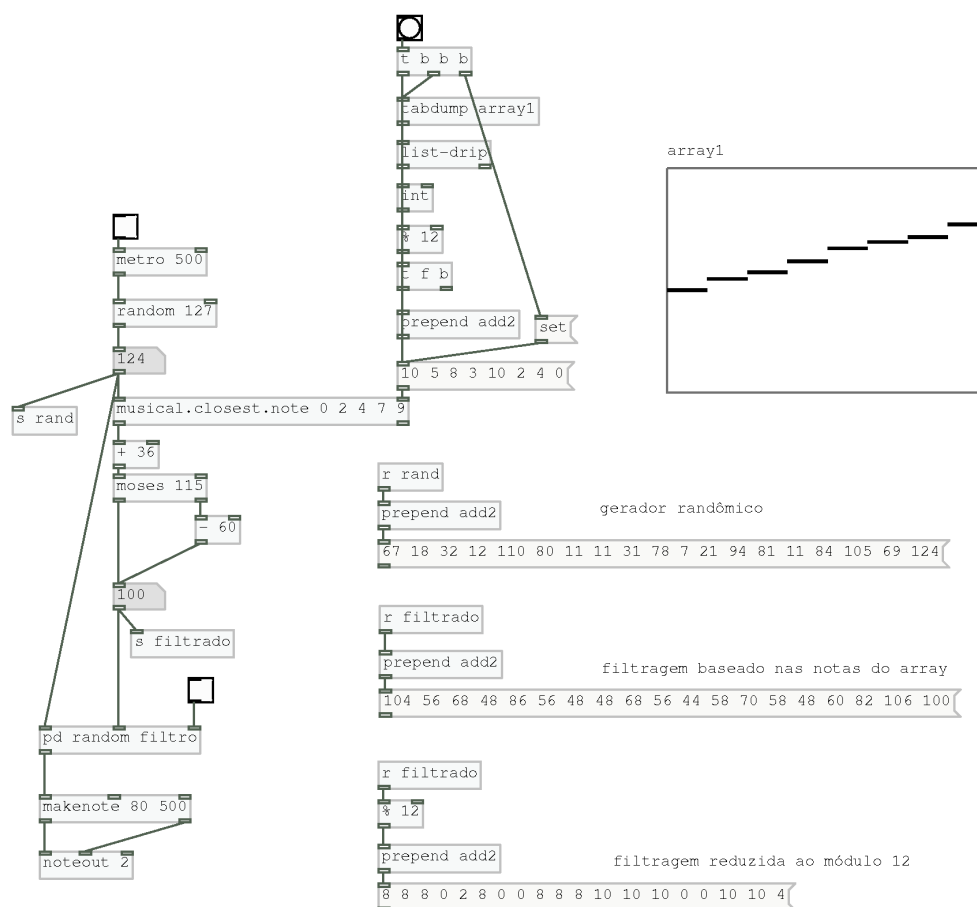 t b b b
tabdump array1
list-drip
int
% 12
t f b
prepend add2
set
10 5 8 3 10 2 4 0
array1
metro 500
random 127
124
s rand
musical.closest.note 0 2 4 7 9
+ 36
moses 115
- 60
100
s filtrado
pd random filtro
makenote 80 500
noteout 2
r rand
prepend add2
gerador randômico
67 18 32 12 110 80 11 11 31 78 7 21 94 81 11 84 105 69 124
r filtrado
prepend add2
filtragem baseado nas notas do array
104 56 68 48 86 56 48 48 68 56 44 58 70 58 48 60 82 106 100
r filtrado
% 12
prepend add2
filtragem reduzida ao módulo 12
8 8 8 0 2 8 0 0 8 8 8 10 10 10 0 0 10 10 4